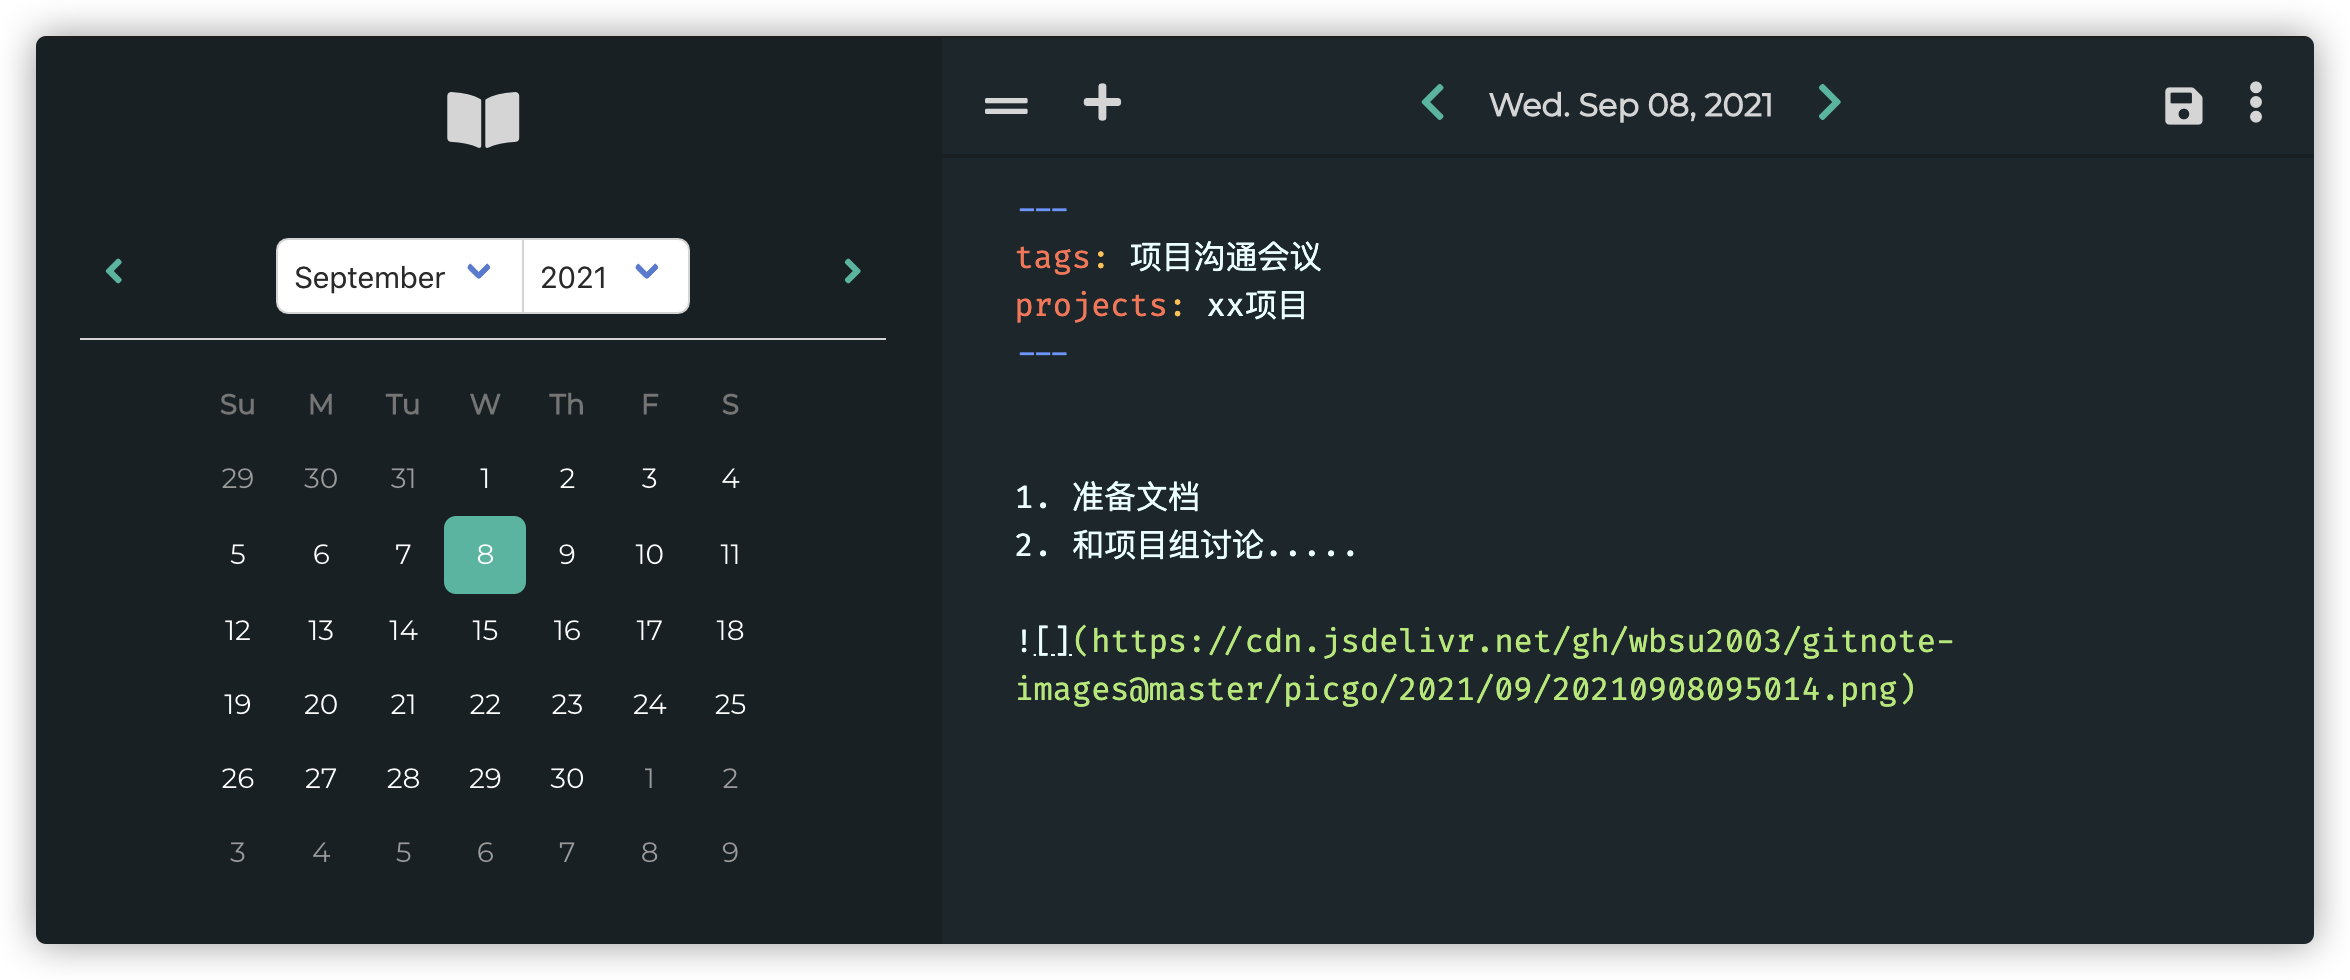 September 2021
Su M Tu W Th F S
29 30 31 1 2 3 4
5 6 7 8 9 10 11
12 13 14 15 16 17 18
19 20 21 22 23 24 25
26 27 28 29 30 1 2
3 4 5 6 7 8 9
Wed. Sep 08, 2021
---
tags: 项目沟通会议
projects: xx项目
---
1. 准备文档
2. 和项目组讨论.....
![](https://cdn.jsdelivr.net/gh/wbsu2003/gitnote-
images@master/picgo/2021/09/20210908095014.png)